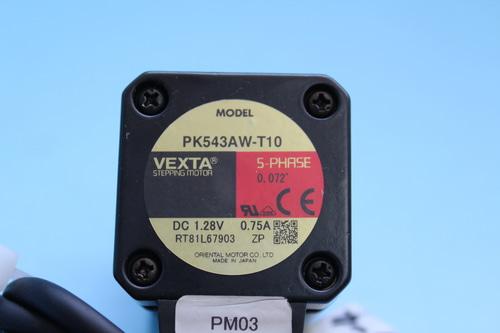 MODEL
PK543AW-T10
VEXTA® 5-PHASE
STEPPING MOTOR 0.072°
CE
DC 1.28V 0.75A
RT81L67903 ZP
ORIENTAL MOTOR CO., LTD.
MADE IN JAPAN
PM03